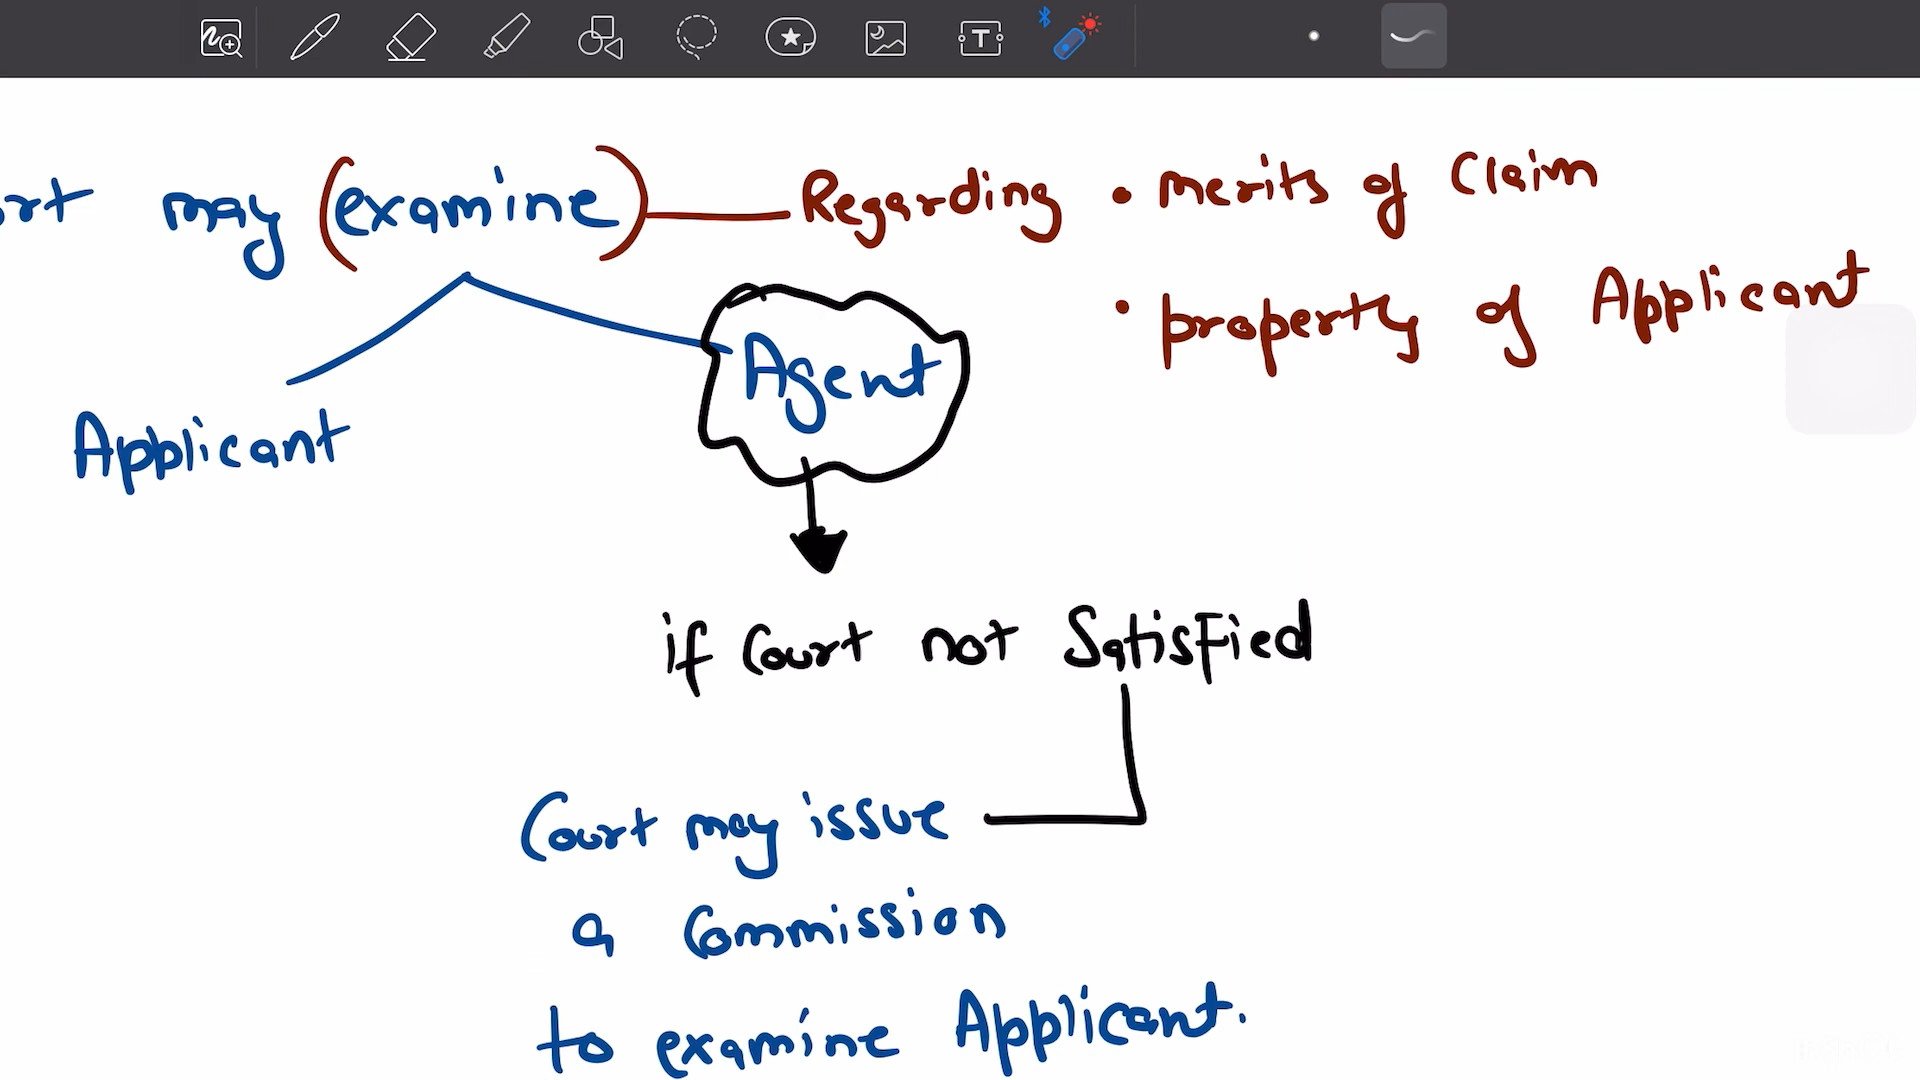 ort may (examine) Regarding • merits of Claim
• property of Applicant
Agent
Applicant
if Court not Satisfied
Court may issue
a Commission
to examine Applicant.